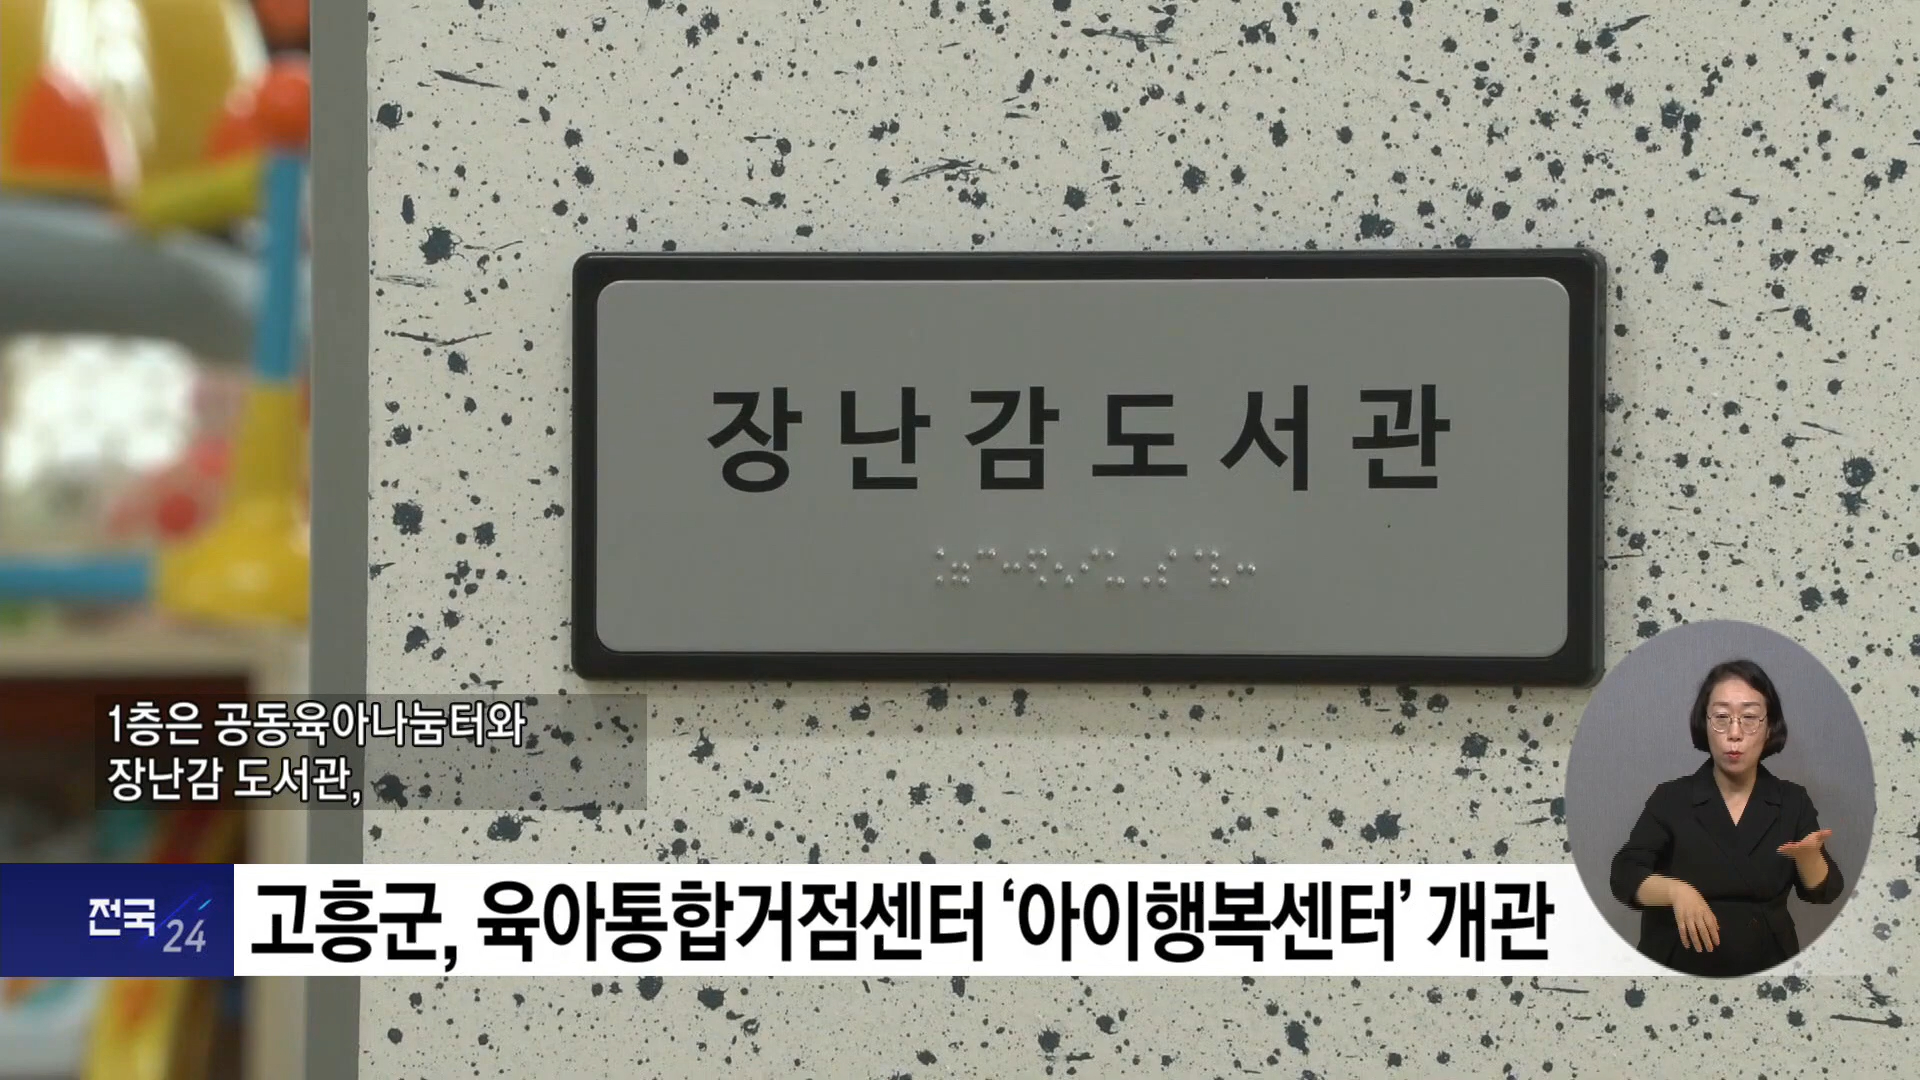 장난감도서관
1층은 공동육아나눔터와
장난감 도서관,
전국24
고흥군, 육아통합거점센터 ‘아이행복센터’ 개관